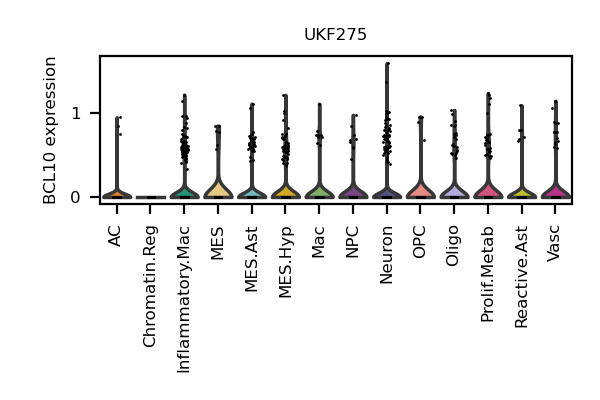 UKF275
BCL10 expression
1
0
AC
Chromatin.Reg
Inflammatory.Mac
MES
MES.Ast
MES.Hyp
Mac
NPC
Neuron
OPC
Oligo
Prolif.Metab
Reactive.Ast
Vasc